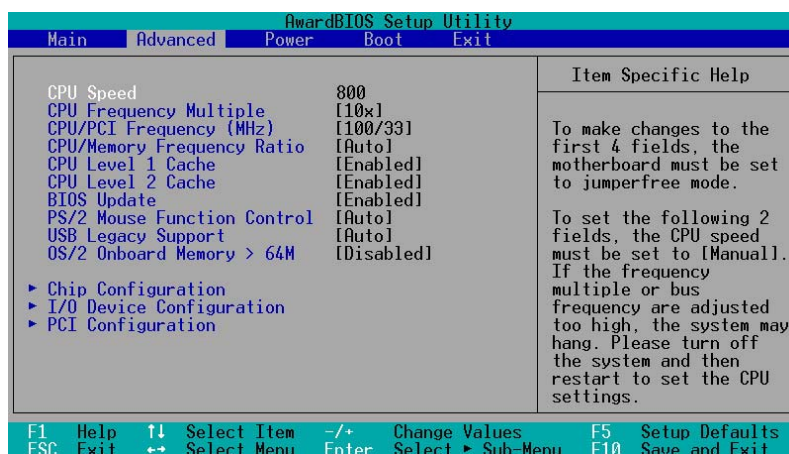 AwardBIOS Setup Utility
Main Advanced Power Boot Exit
Item Specific Help
CPU Speed 800
CPU Frequency Multiple [10x]
CPU/PCI Frequency (MHz) [100/33]
CPU/Memory Frequency Ratio [Auto]
CPU Level 1 Cache [Enabled]
CPU Level 2 Cache [Enabled]
BIOS Update [Enabled]
PS/2 Mouse Function Control [Auto]
USB Legacy Support [Auto]
OS/2 Onboard Memory > 64M [Disabled]
► Chip Configuration
► I/O Device Configuration
► PCI Configuration
To make changes to the
first 4 fields, the
motherboard must be set
to jumperfree mode.
To set the following 2
fields, the CPU speed
must be set to [Manual].
If the frequency
multiple or bus
frequency are adjusted
too high, the system may
hang. Please turn off
the system and then
restart to set the CPU
settings.
F1 Help ↑↓ Select Item -/+ Change Values F5 Setup Defaults
ESC Exit ↔ Select Menu Enter Select ► Sub-Menu F10 Save and Exit